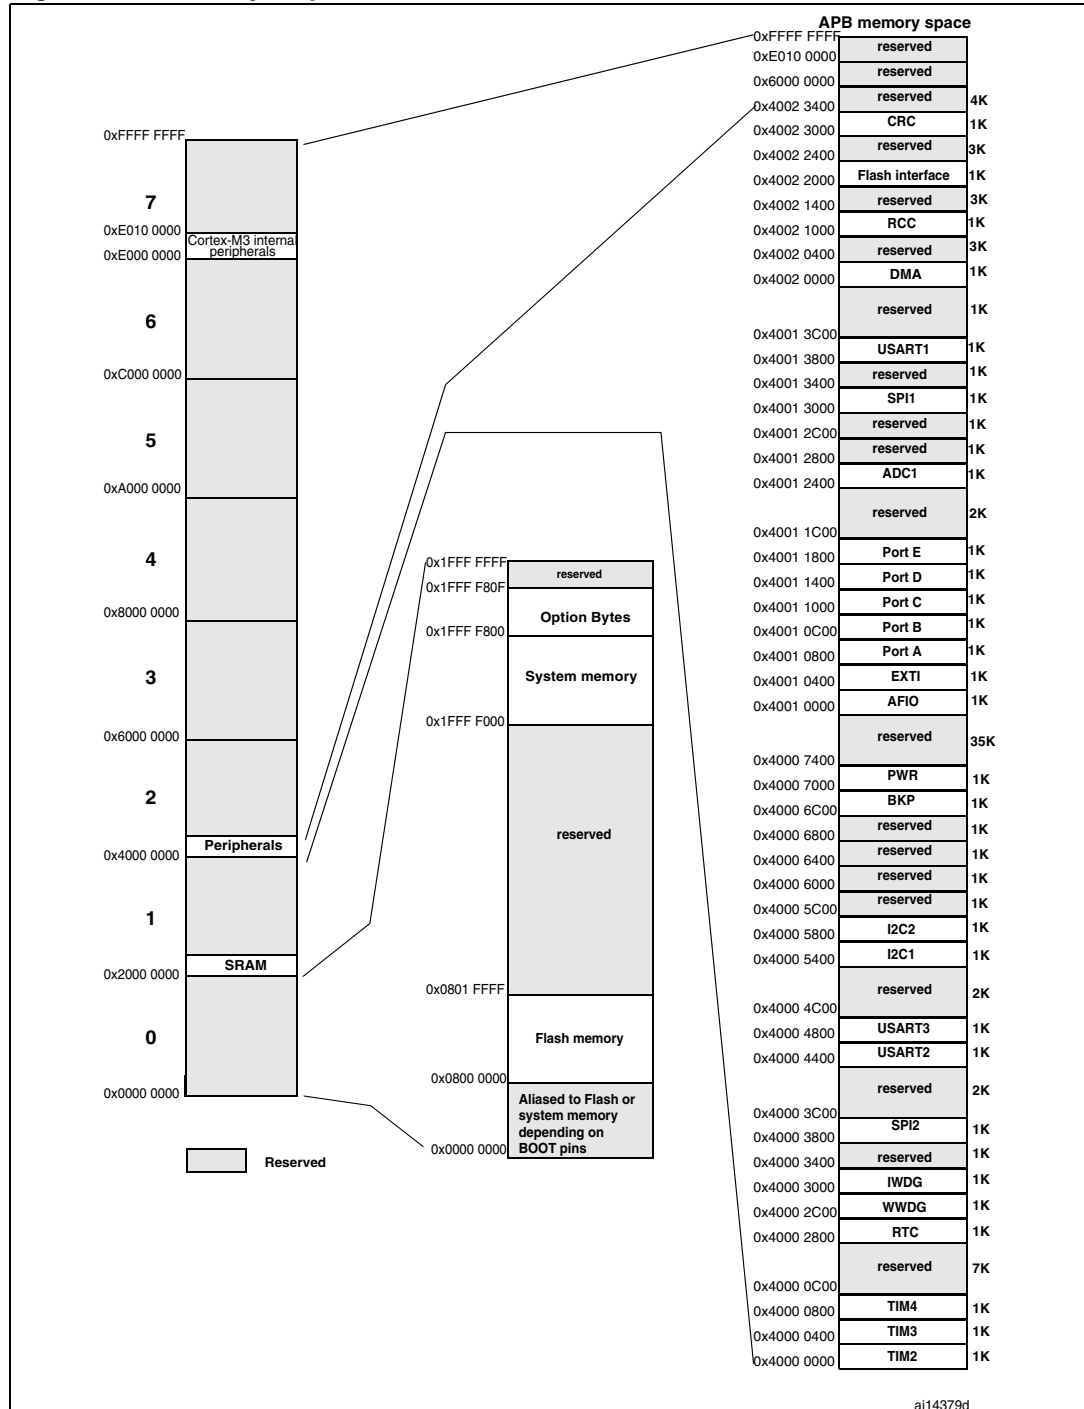 APB memory space
0xFFFF FFFF
reserved
0xE010 0000
reserved
0x6000 0000
reserved
4K
0x4002 3400
CRC
1K
0x4002 3000
reserved
3K
0x4002 2400
Flash interface
1K
0x4002 2000
reserved
3K
0x4002 1400
RCC
1K
0x4002 1000
reserved
3K
0x4002 0400
DMA
1K
0x4002 0000
reserved
1K
0x4001 3C00
USART1
1K
0x4001 3800
reserved
1K
0x4001 3400
SPI1
1K
0x4001 3000
reserved
1K
0x4001 2C00
reserved
1K
0x4001 2800
ADC1
1K
0x4001 2400
reserved
2K
0x4001 1C00
Port E
1K
0x4001 1800
Port D
1K
0x4001 1400
Port C
1K
0x4001 1000
Port B
1K
0x4001 0C00
Port A
1K
0x4001 0800
EXTI
1K
0x4001 0400
AFIO
1K
0x4001 0000
reserved
35K
0x4000 7400
PWR
1K
0x4000 7000
BKP
1K
0x4000 6C00
reserved
1K
0x4000 6800
reserved
1K
0x4000 6400
reserved
1K
0x4000 6000
reserved
1K
0x4000 5C00
I2C2
1K
0x4000 5800
I2C1
1K
0x4000 5400
reserved
2K
0x4000 4C00
USART3
1K
0x4000 4800
USART2
1K
0x4000 4400
reserved
2K
0x4000 3C00
SPI2
1K
0x4000 3800
reserved
1K
0x4000 3400
IWDG
1K
0x4000 3000
WWDG
1K
0x4000 2C00
RTC
1K
0x4000 2800
reserved
7K
0x4000 0C00
TIM4
1K
0x4000 0800
TIM3
1K
0x4000 0400
TIM2
1K
0x4000 0000
0xFFFF FFFF
7
0xE010 0000
Cortex-M3 internal
peripherals
0xE000 0000
6
0xC000 0000
5
0xA000 0000
4
0x8000 0000
3
0x6000 0000
2
Peripherals
0x4000 0000
1
SRAM
0x2000 0000
0
0x0000 0000
Reserved
0x1FFF FFFF
reserved
0x1FFF F80F
Option Bytes
0x1FFF F800
System memory
0x1FFF F000
reserved
0x0801 FFFF
Flash memory
0x0800 0000
Aliased to Flash or
system memory
depending on
BOOT pins
0x0000 0000
ai14379d